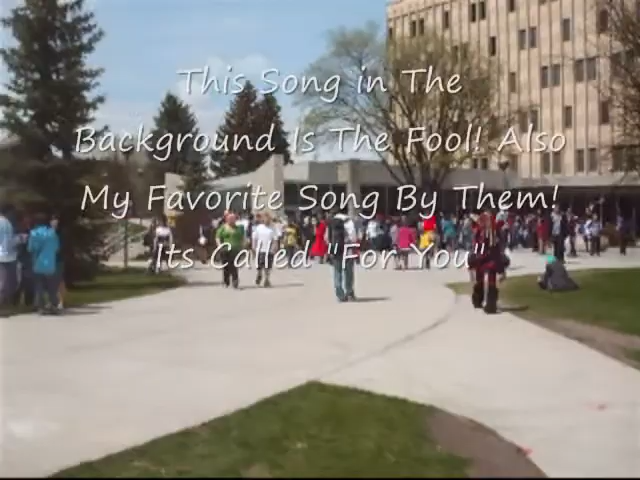 This Song in The
Background Is The Fool! Also
My Favorite Song By Them!
Its Called "For You"